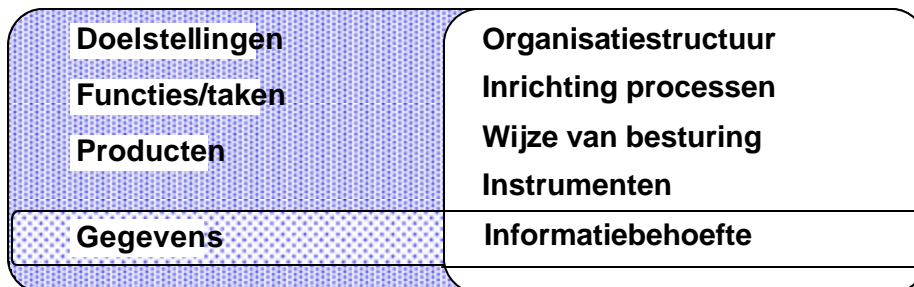 Doelstellingen
Functies/taken
Producten
Gegevens
Organisatiestructuur
Inrichting processen
Wijze van besturing
Instrumenten
Informatiebehoefte